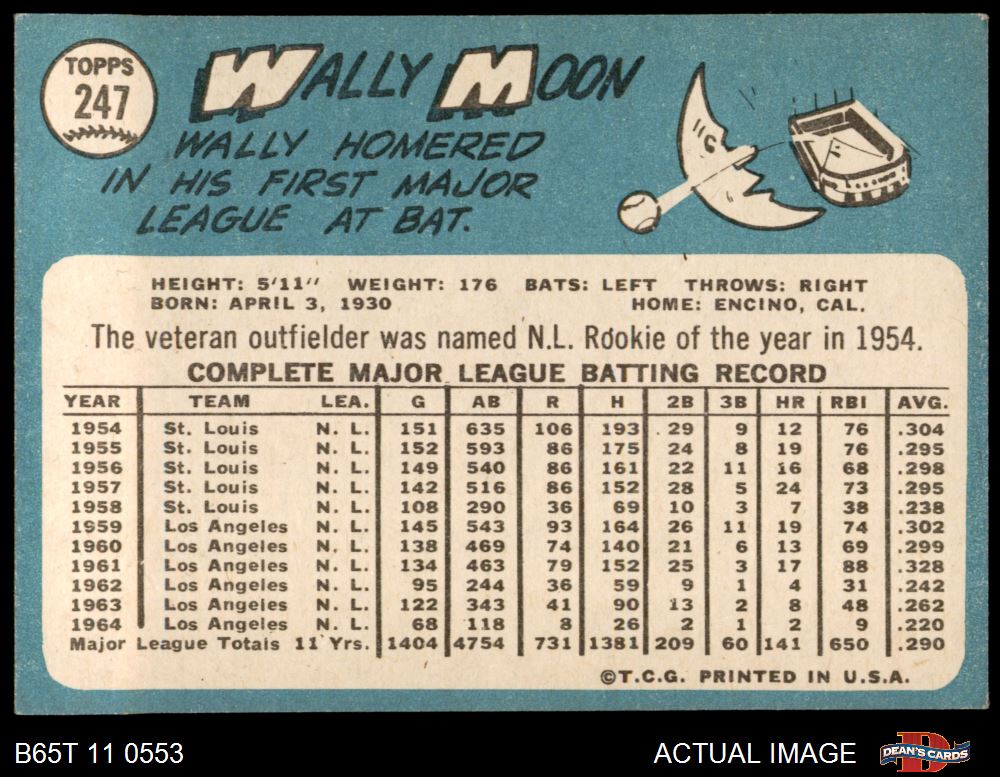 TOPPS
247
WALLY MOON
WALLY HOMERED
IN HIS FIRST MAJOR
LEAGUE AT BAT.
HEIGHT: 5'11" WEIGHT: 176 BATS: LEFT THROWS: RIGHT
BORN: APRIL 3, 1930 HOME: ENCINO, CAL.
The veteran outfielder was named N.L. Rookie of the year in 1954.
COMPLETE MAJOR LEAGUE BATTING RECORD
YEAR TEAM LEA. G AB R H 2B 3B HR RBI AVG.
1954 St. Louis N. L. 151 635 106 193 29 9 12 76 .304
1955 St. Louis N. L. 152 593 86 175 24 8 19 76 .295
1956 St. Louis N. L. 149 540 86 161 22 11 16 68 .298
1957 St. Louis N. L. 142 516 86 152 28 5 24 73 .295
1958 St. Louis N. L. 108 290 36 69 10 3 7 38 .238
1959 Los Angeles N. L. 145 543 93 164 26 11 19 74 .302
1960 Los Angeles N. L. 138 469 74 140 21 6 13 69 .299
1961 Los Angeles N. L. 134 463 79 152 25 3 17 88 .328
1962 Los Angeles N. L. 95 244 36 59 9 1 4 31 .242
1963 Los Angeles N. L. 122 343 41 90 13 2 8 48 .262
1964 Los Angeles N. L. 68 118 8 26 2 1 2 9 .220
Major League Totals 11 Yrs. 1404 4754 731 1381 209 60 141 650 .290
©T.C.G. PRINTED IN U.S.A.
B65T 11 0553 ACTUAL IMAGE DEAN'S CARDS